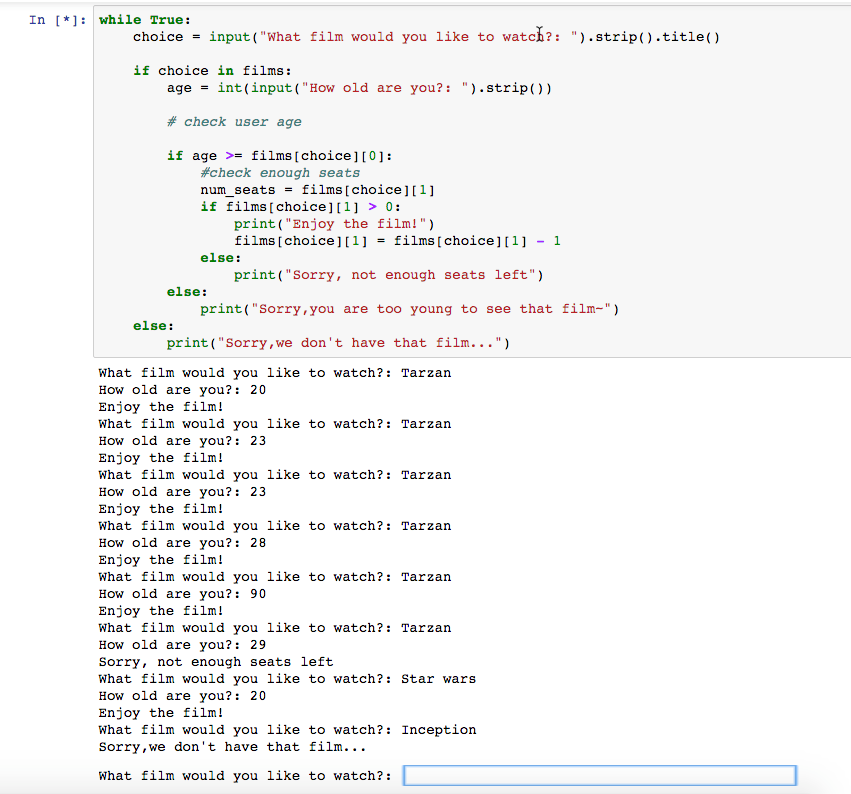 In [*]: while True:
    choice = input("What film would you like to watch?: ").strip().title()
    if choice in films:
        age = int(input("How old are you?: ").strip())
        # check user age
        if age >= films[choice][0]:
            #check enough seats
            num_seats = films[choice][1]
            if films[choice][1] > 0:
                print("Enjoy the film!")
                films[choice][1] = films[choice][1] - 1
            else:
                print("Sorry, not enough seats left")
        else:
            print("Sorry,you are too young to see that film~")
    else:
        print("Sorry,we don't have that film...")
What film would you like to watch?: Tarzan
How old are you?: 20
Enjoy the film!
What film would you like to watch?: Tarzan
How old are you?: 23
Enjoy the film!
What film would you like to watch?: Tarzan
How old are you?: 23
Enjoy the film!
What film would you like to watch?: Tarzan
How old are you?: 28
Enjoy the film!
What film would you like to watch?: Tarzan
How old are you?: 90
Enjoy the film!
What film would you like to watch?: Tarzan
How old are you?: 29
Sorry, not enough seats left
What film would you like to watch?: Star wars
How old are you?: 20
Enjoy the film!
What film would you like to watch?: Inception
Sorry,we don't have that film...
What film would you like to watch?: